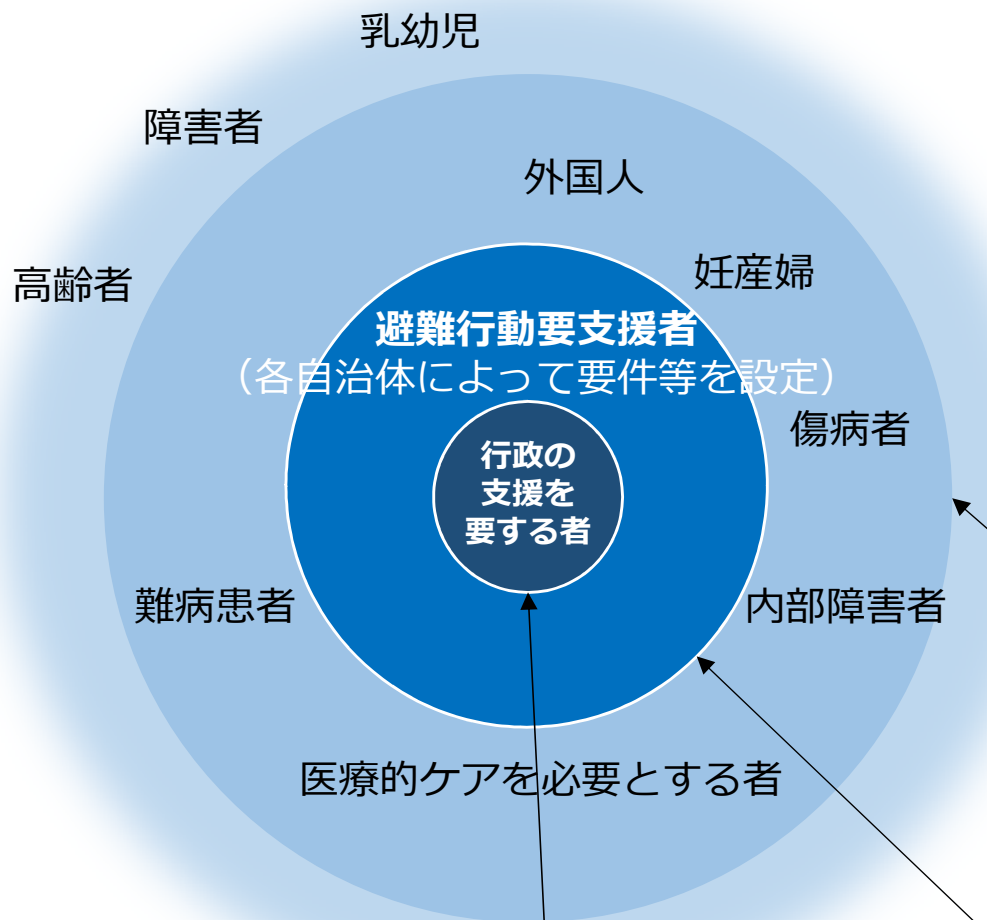 乳幼児
障害者
外国人
高齢者
妊産婦
避難行動要支援者
（各自治体によって要件等を設定）
傷病者
行政の
支援を
要する者
難病患者
内部障害者
医療的ケアを必要とする者